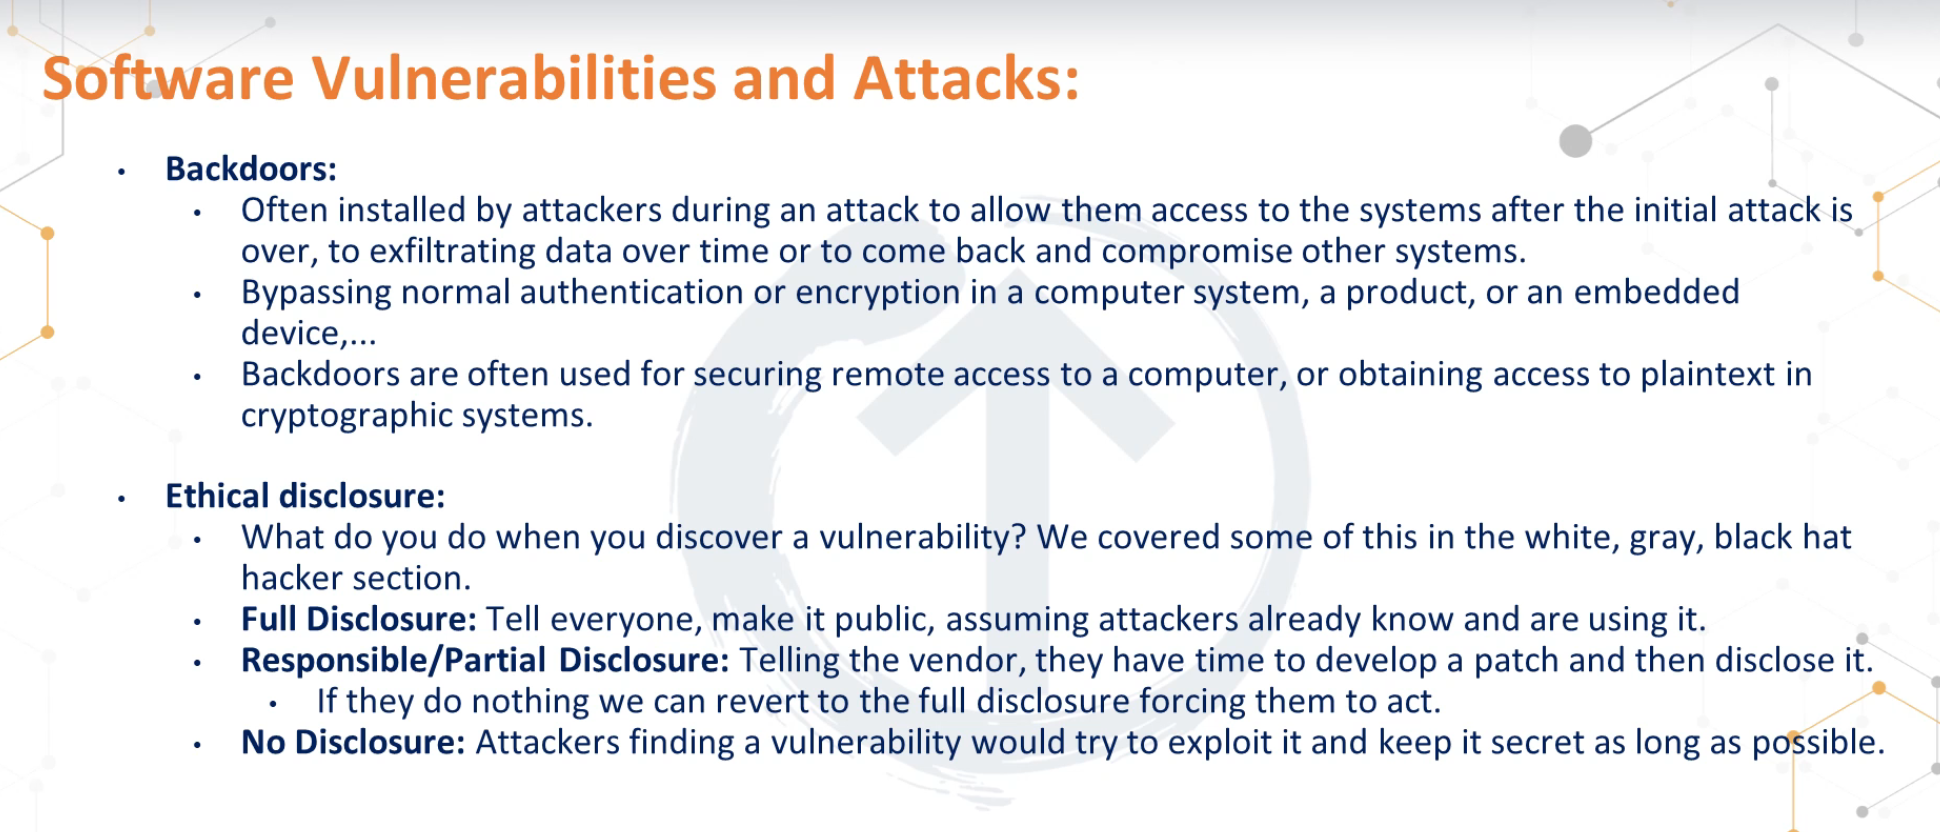 Software Vulnerabilities and Attacks:
• Backdoors:
• Often installed by attackers during an attack to allow them access to the systems after the initial attack is
over, to exfiltrating data over time or to come back and compromise other systems.
• Bypassing normal authentication or encryption in a computer system, a product, or an embedded
device,...
• Backdoors are often used for securing remote access to a computer, or obtaining access to plaintext in
cryptographic systems.
• Ethical disclosure:
• What do you do when you discover a vulnerability? We covered some of this in the white, gray, black hat
hacker section.
• Full Disclosure: Tell everyone, make it public, assuming attackers already know and are using it.
• Responsible/Partial Disclosure: Telling the vendor, they have time to develop a patch and then disclose it.
• If they do nothing we can revert to the full disclosure forcing them to act.
• No Disclosure: Attackers finding a vulnerability would try to exploit it and keep it secret as long as possible.